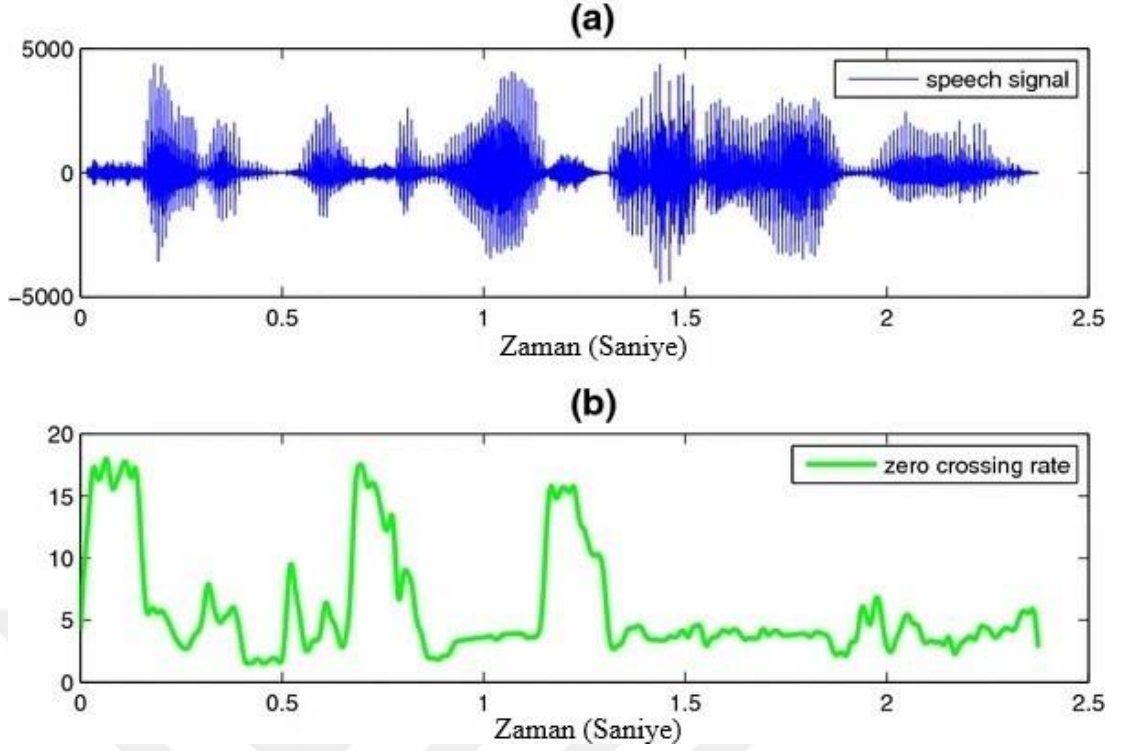 (a)
5000
speech signal
0
−5000
0 0.5 1 1.5 2 2.5
Zaman (Saniye)
(b)
20
zero crossing rate
15
10
5
0
0 0.5 1 1.5 2 2.5
Zaman (Saniye)